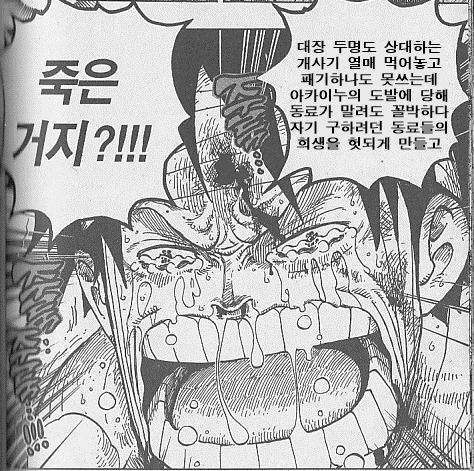 대장 두명도 상대하는
개사기 열매 먹어놓고
패기하나도 못쓰는데
아카이누의 도발에 당해
동료가 말려도 꼴박하다
자기 구하려던 동료들의
희생을 헛되게 만들고
죽은
거지?!!!